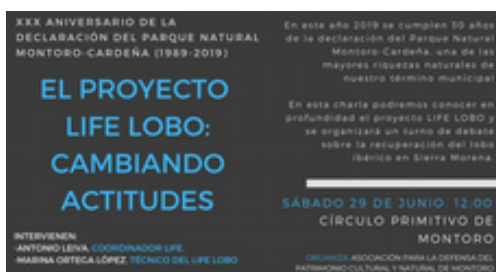 XXX ANIVERSARIO DE LA
DECLARACIÓN DEL PARQUE NATURAL
MONTORO-CARDEÑA (1989-2019)
EL PROYECTO
LIFE LOBO:
CAMBIANDO
ACTITUDES
INTERVIENEN:
-ANTONIO LEIVA, COORDINADOR LIFE.
-MARINA ORTEGA LÓPEZ, TÉCNICO DEL LIFE LOBO
En este año 2019 se cumplen 30 años
de la declaración del Parque Natural
Montoro-Cardeña, una de las
mayores riquezas naturales de
nuestro término municipal
En esta charla podremos conocer en
profundidad el proyecto LIFE LOBO y
se organizará un turno de debate
sobre la recuperación del lobo
ibérico en Sierra Morena.
SÁBADO 29 DE JUNIO. 12:00
CÍRCULO PRIMITIVO DE
MONTORO
ORGANIZA: ASOCIACIÓN PARA LA DEFENSA DEL
PATRIMONIO CULTURAL Y NATURAL DE MONTORO